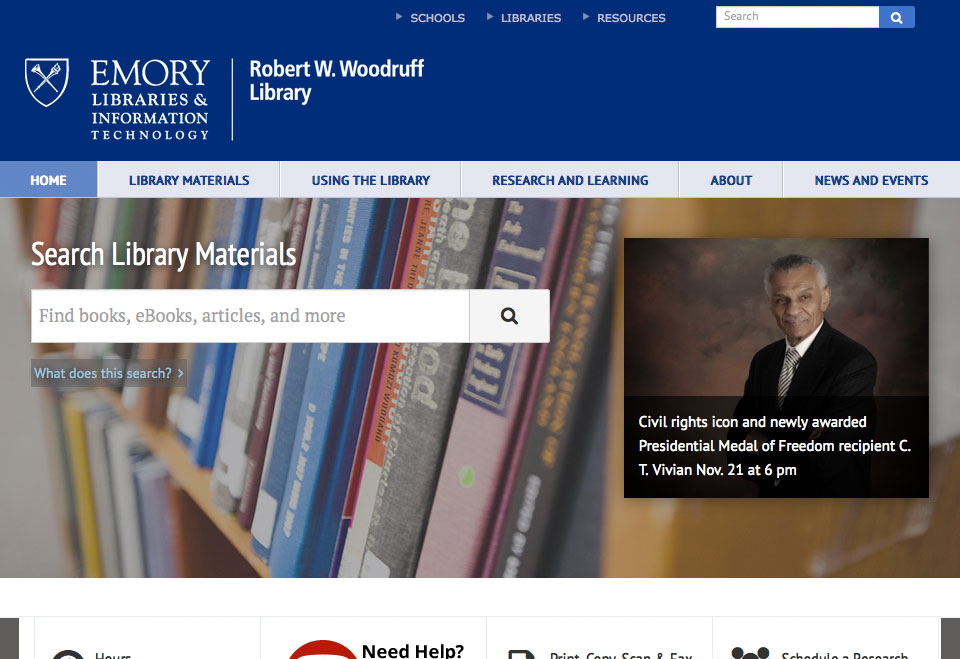 SCHOOLS
LIBRARIES
RESOURCES
Search
EMORY
LIBRARIES &
INFORMATION
TECHNOLOGY
Robert W. Woodruff
Library
HOME
LIBRARY MATERIALS
USING THE LIBRARY
RESEARCH AND LEARNING
ABOUT
NEWS AND EVENTS
Search Library Materials
Find books, eBooks, articles, and more
What does this search? >
Civil rights icon and newly awarded
Presidential Medal of Freedom recipient C.
T. Vivian Nov. 21 at 6 pm
Hours
Need Help?
Print, Copy, Scan & Fax
Schedule a Research